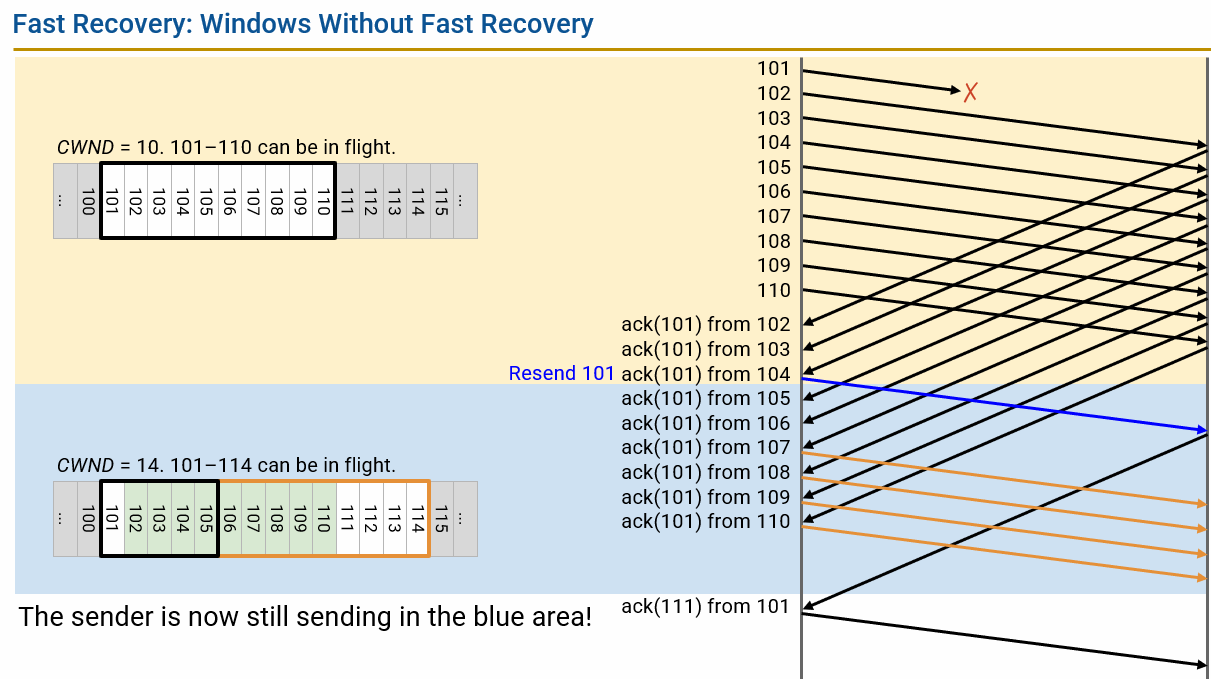 Fast Recovery: Windows Without Fast Recovery
CWND = 10. 101–110 can be in flight.
... 100 101 102 103 104 105 106 107 108 109 110 111 112 113 114 115 ...
CWND = 14. 101–114 can be in flight.
... 100 101 102 103 104 105 106 107 108 109 110 111 112 113 114 115 ...
The sender is now still sending in the blue area!
101
102
103
104
105
106
107
108
109
110
ack(101) from 102
ack(101) from 103
Resend 101 ack(101) from 104
ack(101) from 105
ack(101) from 106
ack(101) from 107
ack(101) from 108
ack(101) from 109
ack(101) from 110
ack(111) from 101